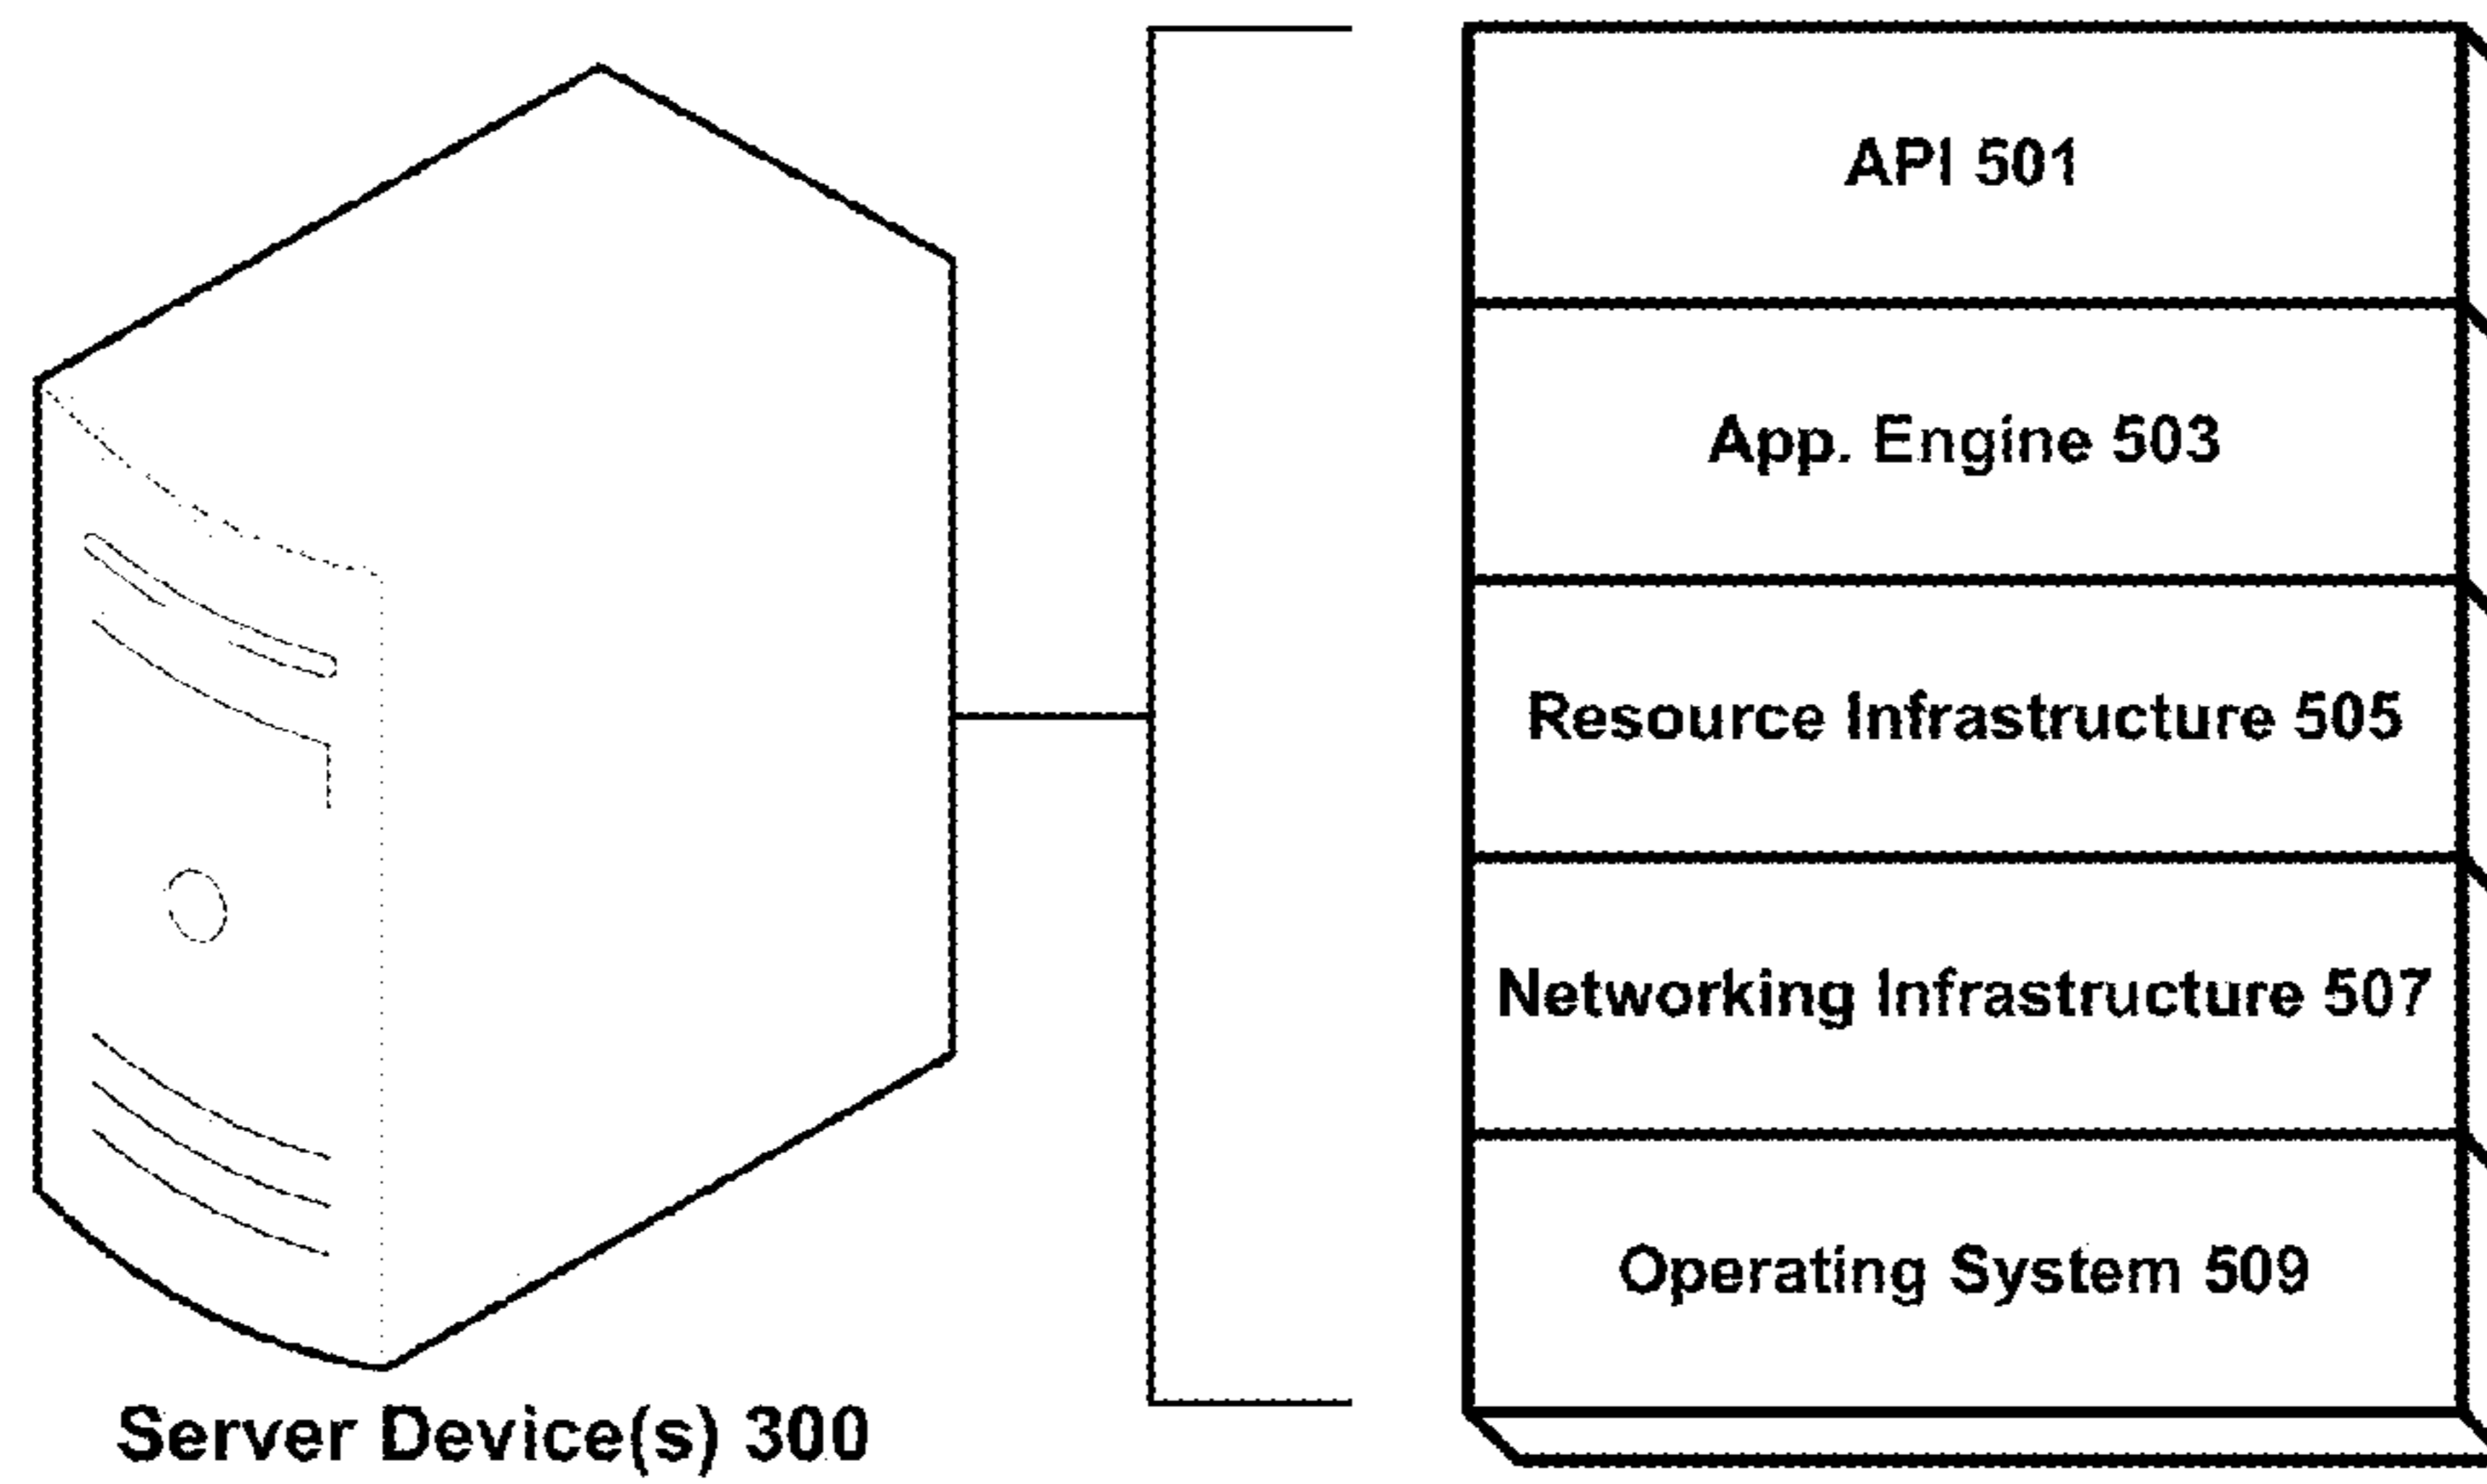 API 501
App. Engine 503
Resource Infrastructure 505
Networking Infrastructure 507
Operating System 509
Server Device(s) 300